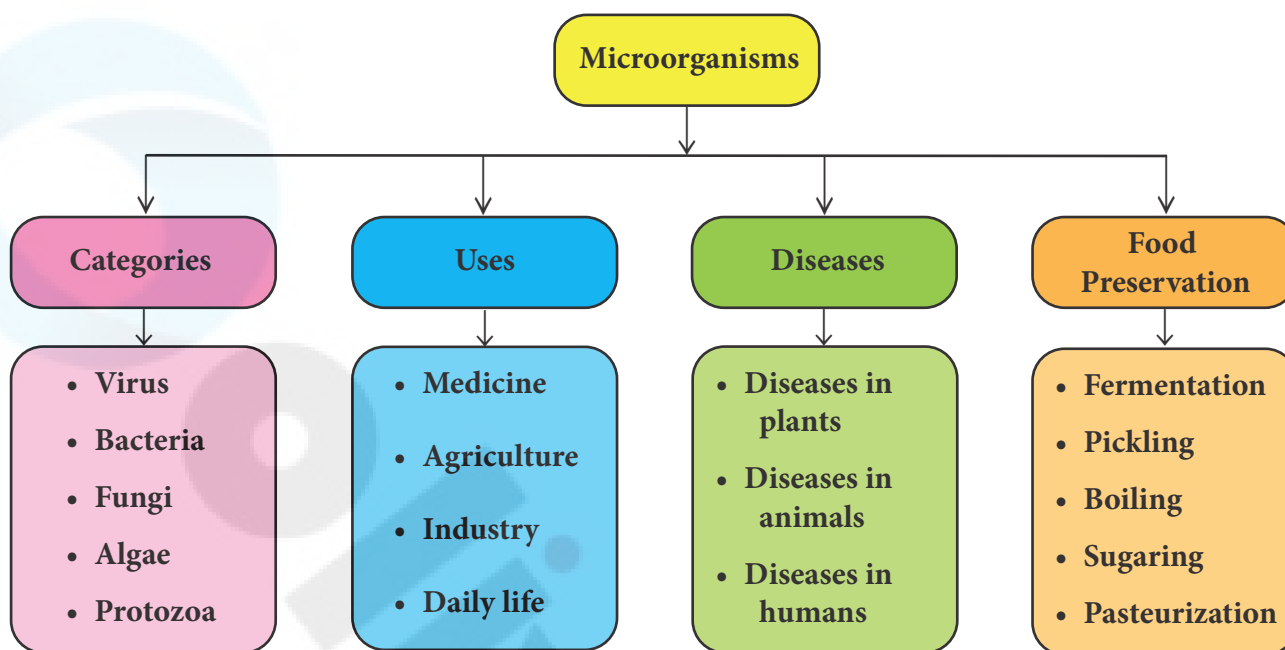 Microorganisms
Categories
Uses
Diseases
Food
Preservation
• Virus
• Bacteria
• Fungi
• Algae
• Protozoa
• Medicine
• Agriculture
• Industry
• Daily life
• Diseases in
plants
• Diseases in
animals
• Diseases in
humans
• Fermentation
• Pickling
• Boiling
• Sugaring
• Pasteurization